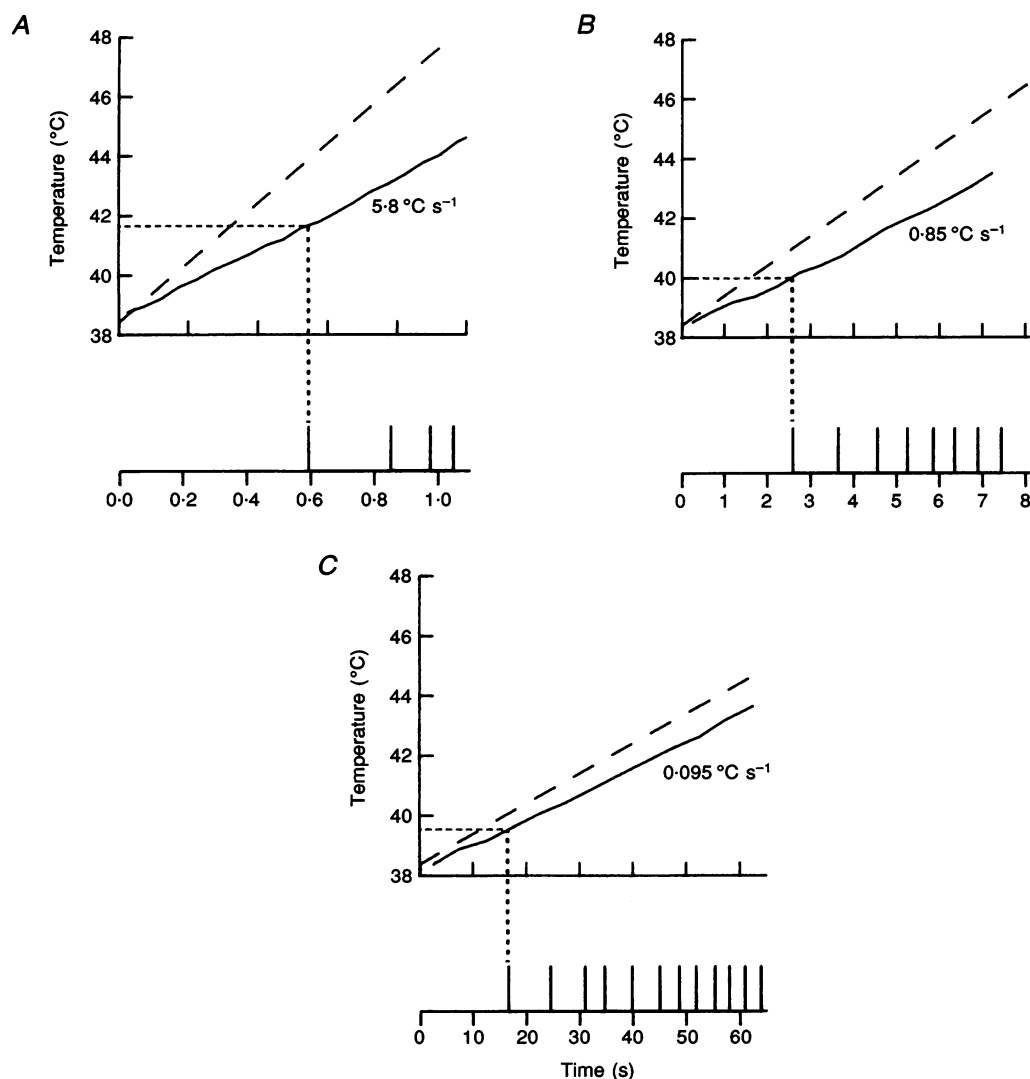 A
48
46
44
42
40
38
Temperature (°C)
5·8 °C s⁻¹
0·0 0·2 0·4 0·6 0·8 1·0
B
48
46
44
42
40
38
Temperature (°C)
0·85 °C s⁻¹
0 1 2 3 4 5 6 7 8
C
48
46
44
42
40
38
Temperature (°C)
0·095 °C s⁻¹
0 10 20 30 40 50 60
Time (s)